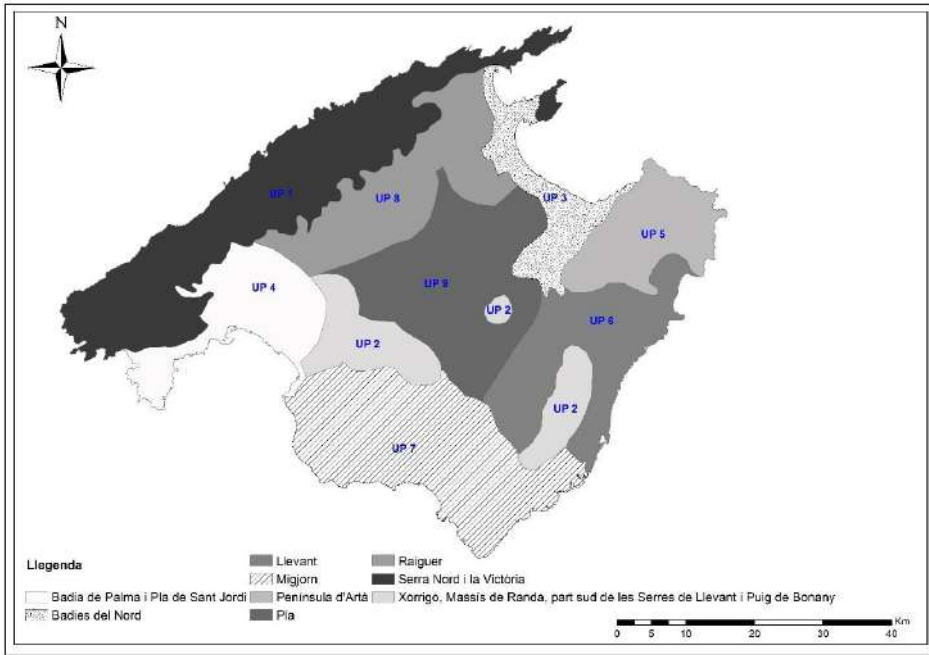 N
UP 1
UP 8
UP 3
UP 5
UP 4
UP 9
UP 2
UP 6
UP 2
UP 2
UP 7
Llegenda
Badia de Palma i Pla de Sant Jordi
Badies del Nord
Llevant
Migjorn
Península d'Artà
Pla
Raiguer
Serra Nord i la Victòria
Xorrigo, Massís de Randa, part sud de les Serres de Llevant i Puig de Bonany
Km
0 5 10 20 30 40